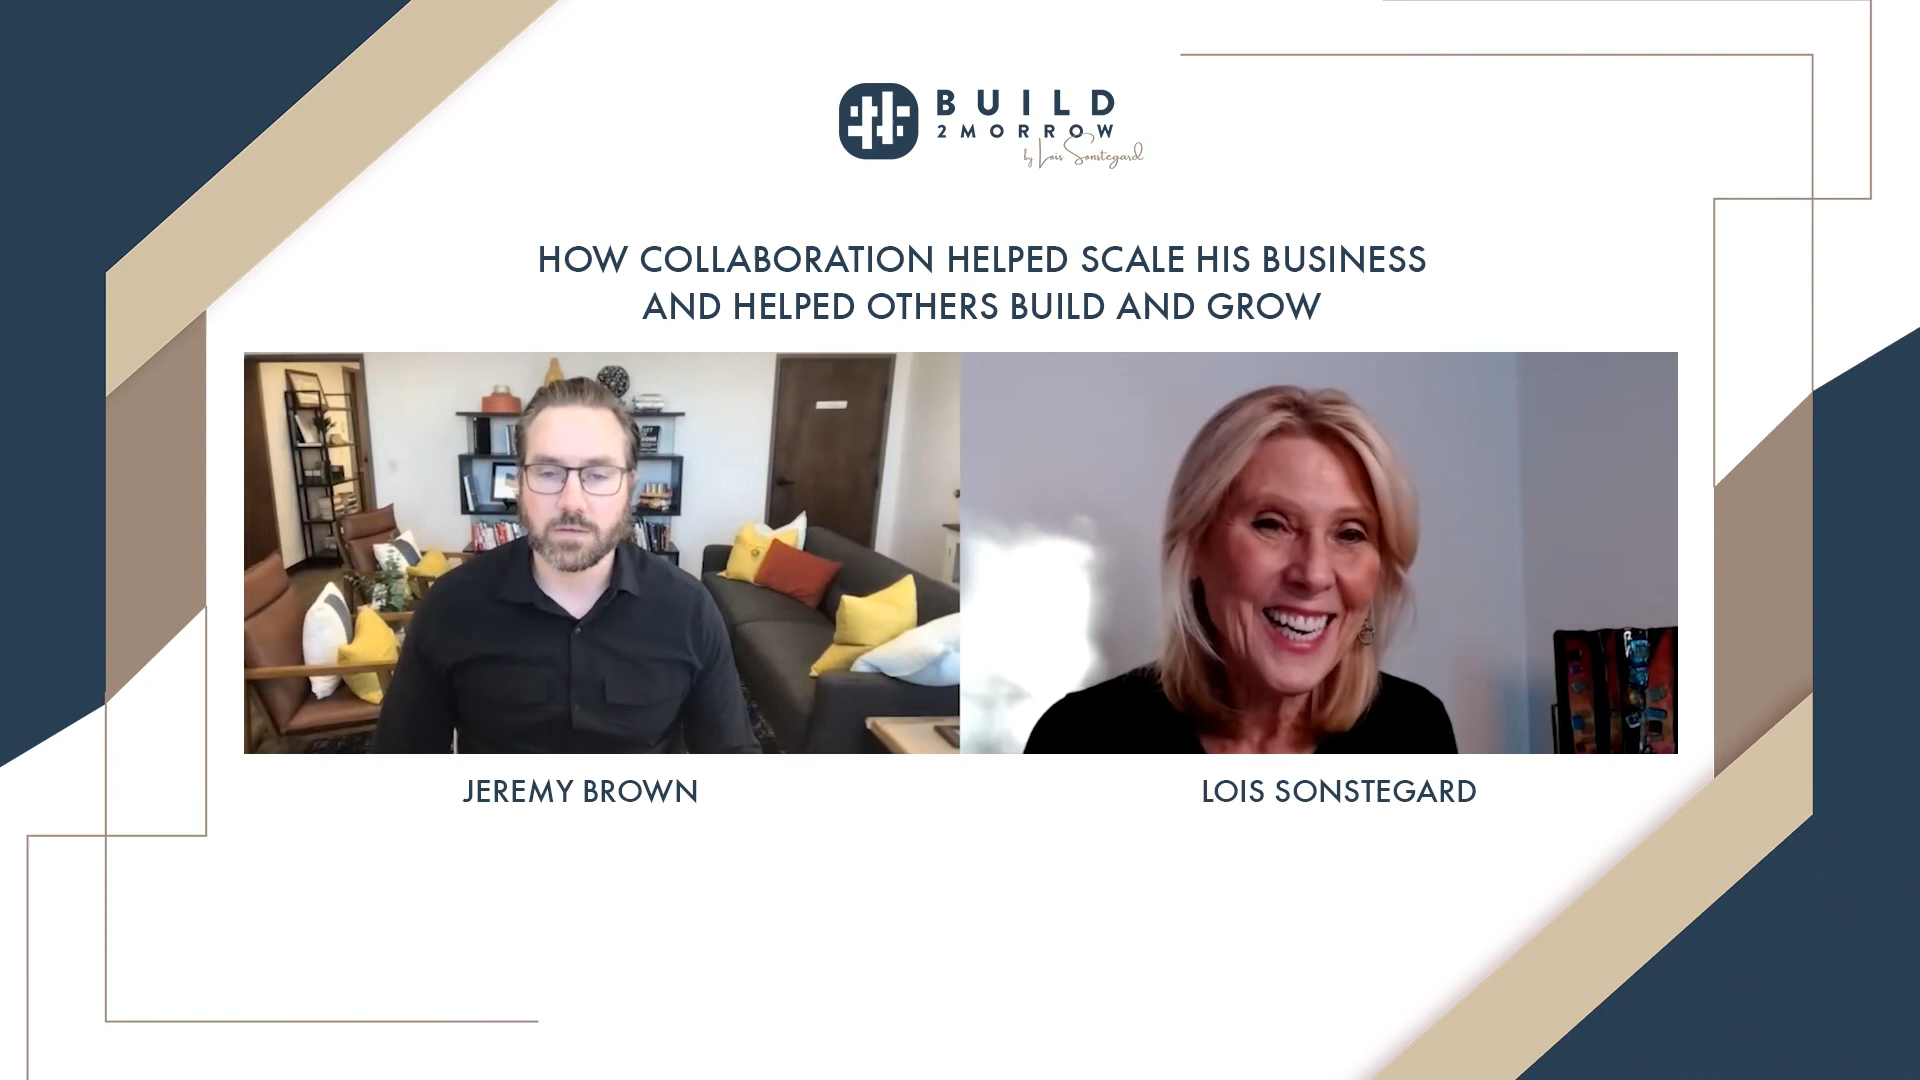 BUILD
2MORROW
by Lois Sonstegard
HOW COLLABORATION HELPED SCALE HIS BUSINESS
AND HELPED OTHERS BUILD AND GROW
JEREMY BROWN
LOIS SONSTEGARD